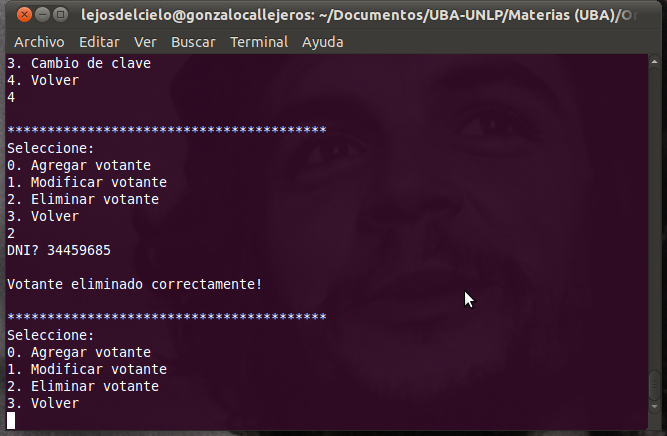 lejosdelcielo@gonzalocallejeros: ~/Documentos/UBA-UNLP/Materias (UBA)/Or
Archivo Editar Ver Buscar Terminal Ayuda
3. Cambio de clave
4. Volver
4
****************************************
Seleccione:
0. Agregar votante
1. Modificar votante
2. Eliminar votante
3. Volver
2
DNI? 34459685
Votante eliminado correctamente!
****************************************
Seleccione:
0. Agregar votante
1. Modificar votante
2. Eliminar votante
3. Volver